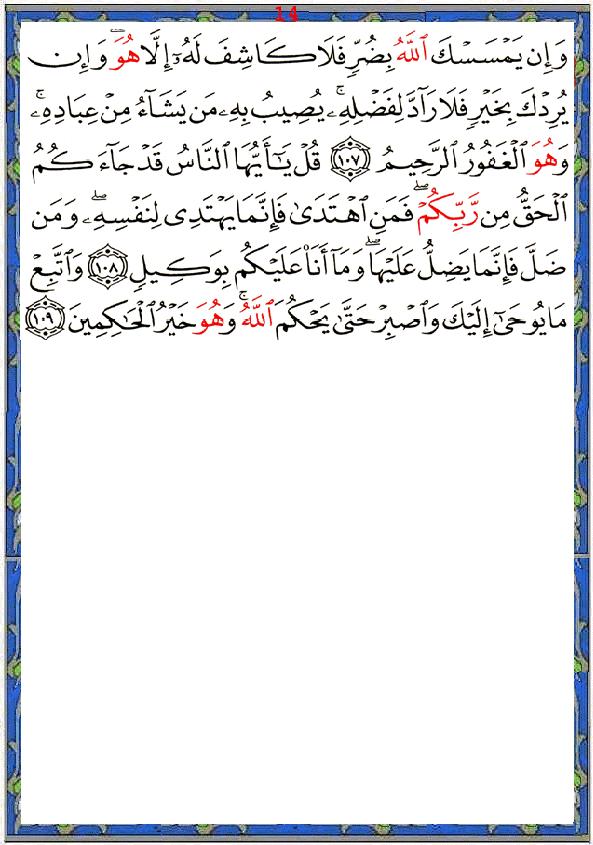 14
وَإِن يَمْسَسْكَ ٱللَّهُ بِضُرٍّ فَلَا كَاشِفَ لَهُۥٓ إِلَّا هُوَ ۖ وَإِن
يُرِدْكَ بِخَيْرٍ فَلَا رَآدَّ لِفَضْلِهِۦ ۚ يُصِيبُ بِهِۦ مَن يَشَآءُ مِنْ عِبَادِهِۦ ۚ
وَهُوَ ٱلْغَفُورُ ٱلرَّحِيمُ ١٠٧ قُلْ يَـٰٓأَيُّهَا ٱلنَّاسُ قَدْ جَآءَكُمُ
ٱلْحَقُّ مِن رَّبِّكُمْ ۖ فَمَنِ ٱهْتَدَىٰ فَإِنَّمَا يَهْتَدِى لِنَفْسِهِۦ ۖ وَمَن
ضَلَّ فَإِنَّمَا يَضِلُّ عَلَيْهَا ۖ وَمَآ أَنَا۠ عَلَيْكُم بِوَكِيلٍ ١٠٨ وَٱتَّبِعْ
مَا يُوحَىٰٓ إِلَيْكَ وَٱصْبِرْ حَتَّىٰ يَحْكُمَ ٱللَّهُ ۚ وَهُوَ خَيْرُ ٱلْحَـٰكِمِينَ ١٠٩